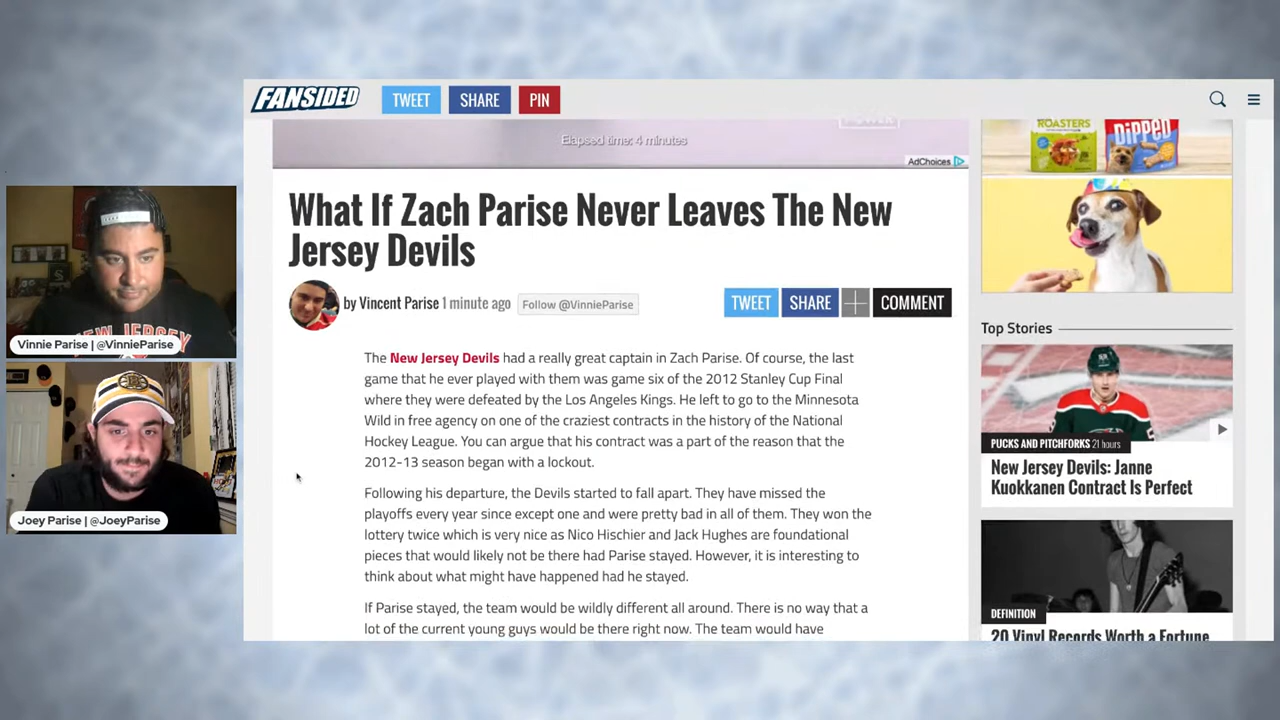 FANSIDED
TWEET
SHARE
PIN
POWER
Elapsed time: 4 minutes
AdChoices
ROASTERS
DIPPED
What If Zach Parise Never Leaves The New
Jersey Devils
by Vincent Parise 1 minute ago
Follow @VinnieParise
TWEET
SHARE
COMMENT
The New Jersey Devils had a really great captain in Zach Parise. Of course, the last
game that he ever played with them was game six of the 2012 Stanley Cup Final
where they were defeated by the Los Angeles Kings. He left to go to the Minnesota
Wild in free agency on one of the craziest contracts in the history of the National
Hockey League. You can argue that his contract was a part of the reason that the
2012-13 season began with a lockout.
Following his departure, the Devils started to fall apart. They have missed the
playoffs every year since except one and were pretty bad in all of them. They won the
lottery twice which is very nice as Nico Hischier and Jack Hughes are foundational
pieces that would likely not be there had Parise stayed. However, it is interesting to
think about what might have happened had he stayed.
If Parise stayed, the team would be wildly different all around. There is no way that a
lot of the current young guys would be there right now. The team would have
Top Stories
PUCKS AND PITCHFORKS 21 hours
New Jersey Devils: Janne
Kuokkanen Contract Is Perfect
DEFINITION
20 Vinyl Records Worth a Fortune
NEW JERSEY
Vinnie Parise | @VinnieParise
Joey Parise | @JoeyParise